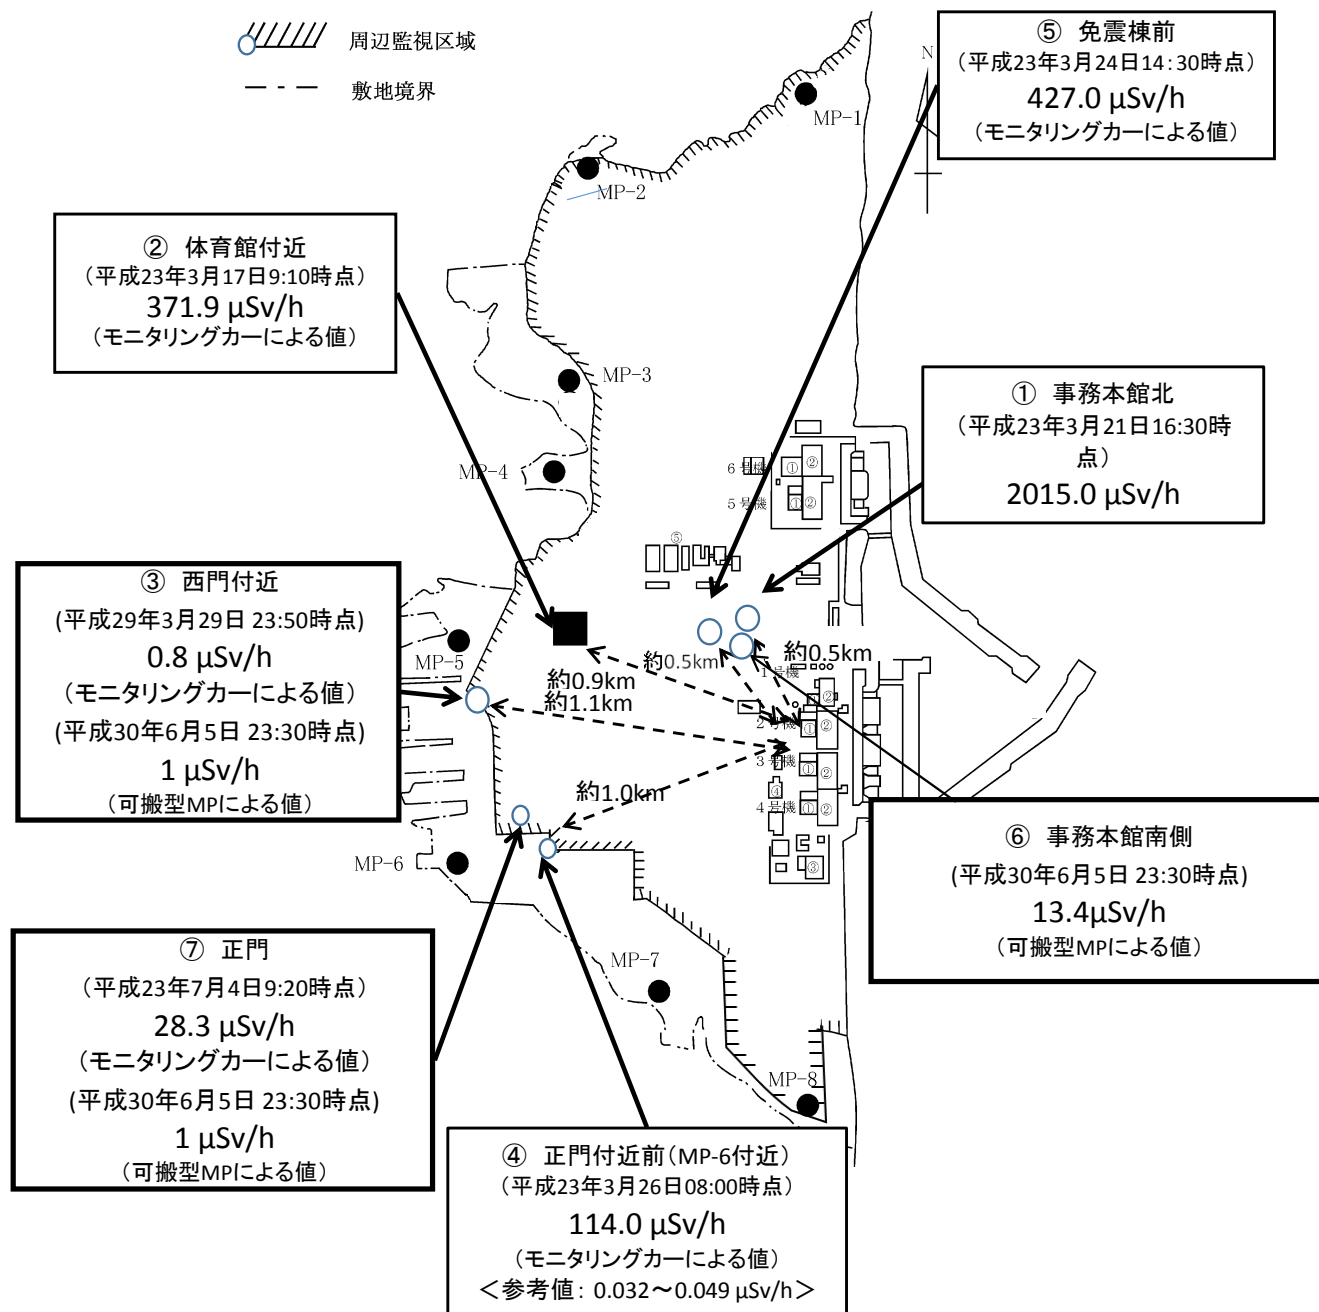 周辺監視区域
敷地境界
⑤ 免震棟前
(平成23年3月24日14:30時点)
427.0 μSv/h
(モニタリングカーによる値)
N
MP-1
MP-2
② 体育館付近
(平成23年3月17日9:10時点)
371.9 μSv/h
(モニタリングカーによる値)
MP-3
① 事務本館北
(平成23年3月21日16:30時
点)
2015.0 μSv/h
MP-4
6号機
① ②
5号機
① ②
⑤
③ 西門付近
(平成29年3月29日 23:50時点)
0.8 μSv/h
(モニタリングカーによる値)
(平成30年6月5日 23:30時点)
1 μSv/h
(可搬型MPによる値)
MP-5
約0.5km
約0.5km
約0.9km
約1.1km
1号機
②
2号機
① ②
3号機
① ②
約1.0km
④
4号機
① ②
③
⑥ 事務本館南側
(平成30年6月5日 23:30時点)
13.4μSv/h
(可搬型MPによる値)
MP-6
⑦ 正門
(平成23年7月4日9:20時点)
28.3 μSv/h
(モニタリングカーによる値)
(平成30年6月5日 23:30時点)
1 μSv/h
(可搬型MPによる値)
MP-7
MP-8
④ 正門付近前(MP-6付近)
(平成23年3月26日08:00時点)
114.0 μSv/h
(モニタリングカーによる値)
<参考値: 0.032～0.049 μSv/h>